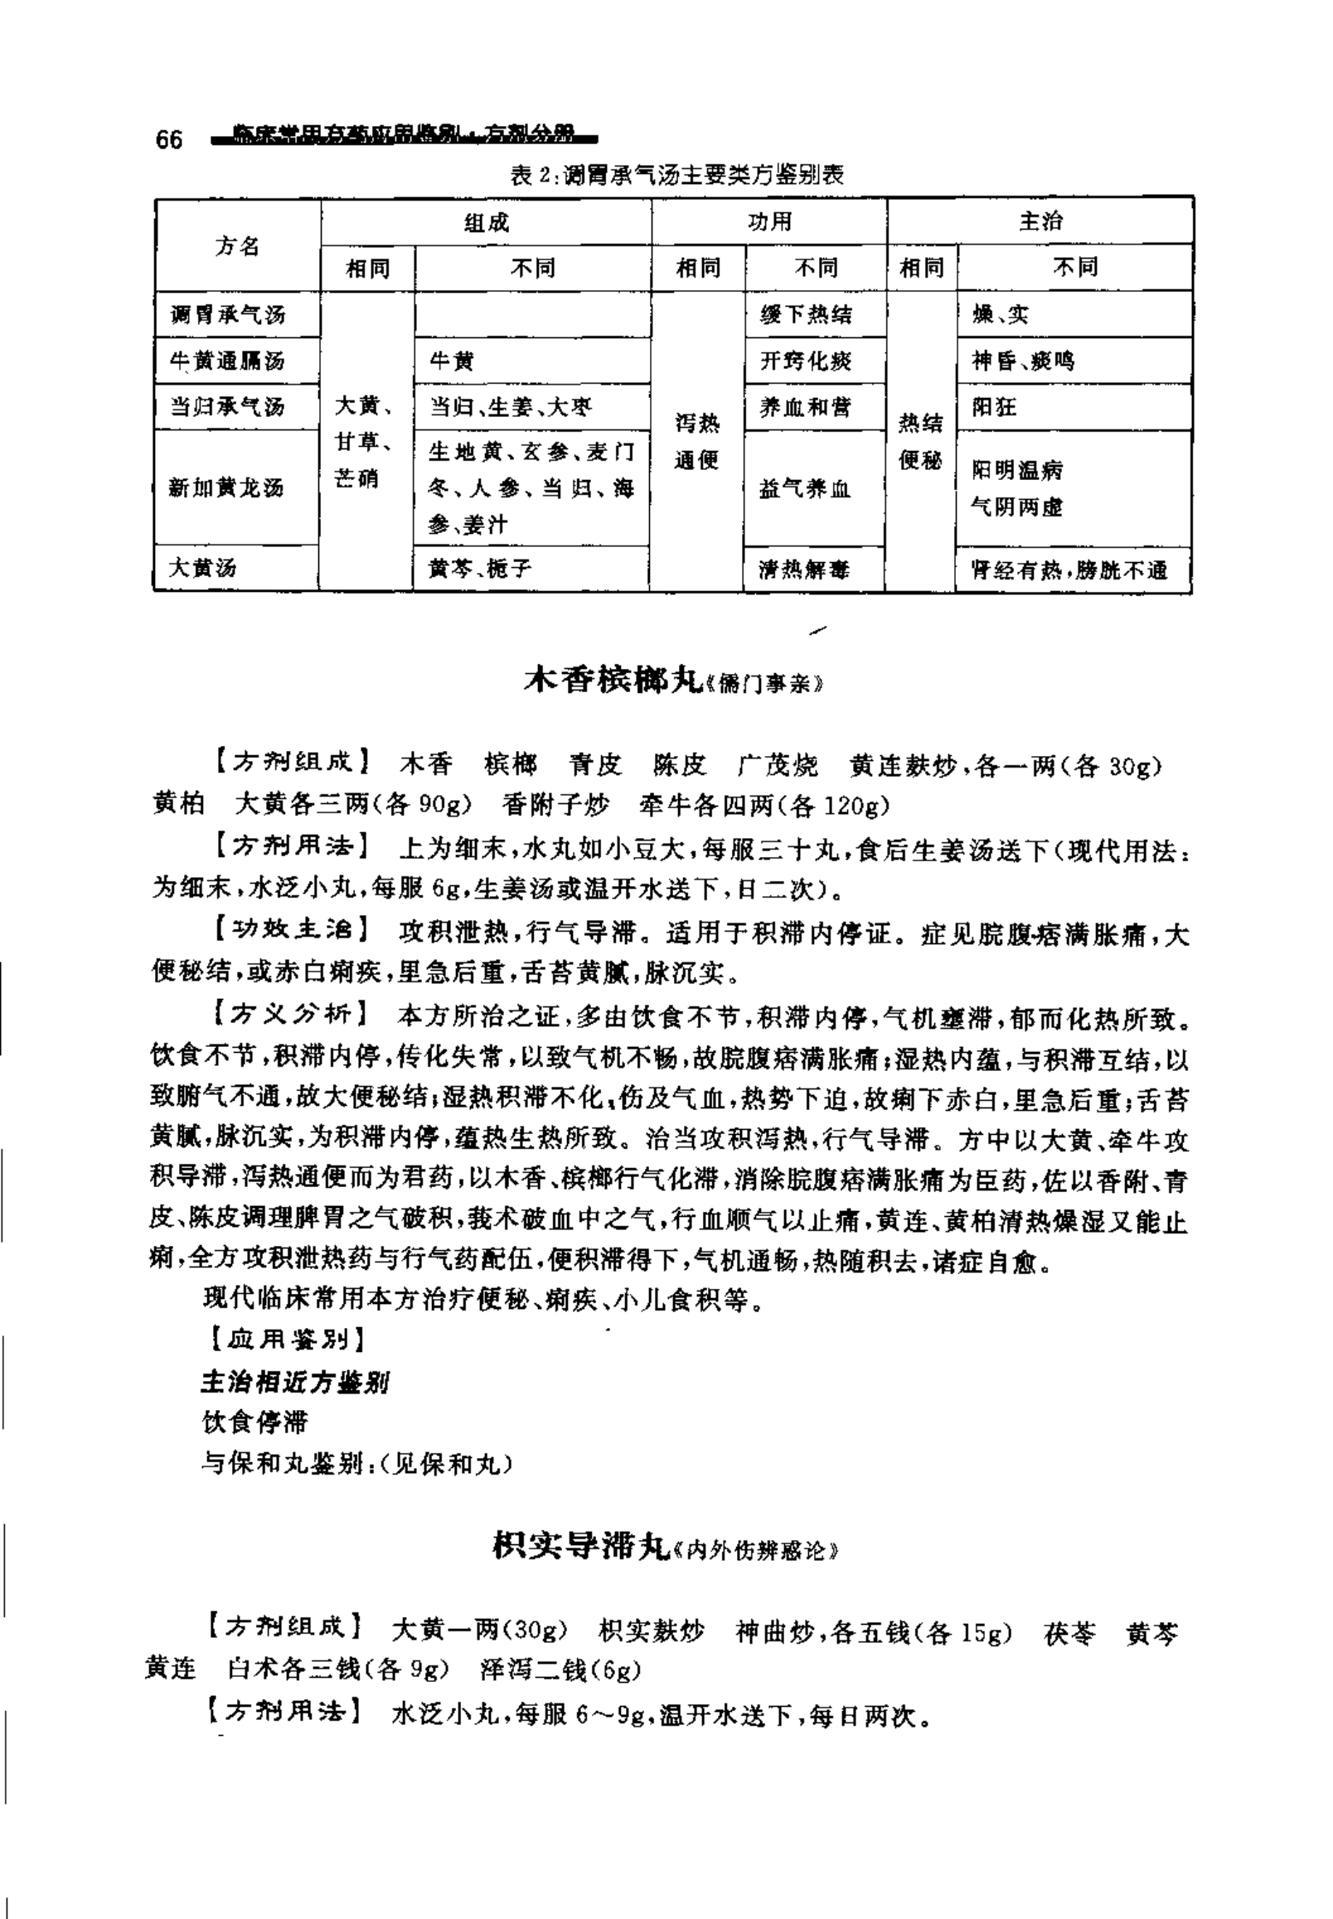 66 临床常用方药应用鉴别·方剂分册
表 2:调胃承气汤主要类方鉴别表
方名 组成 功用 主治
相同 不同 相同 不同 相同 不同
调胃承气汤 缓下热结 燥、实
牛黄通膈汤 牛黄 开窍化痰 神昏、痰鸣
当归承气汤 当归、生姜、大枣 养血和营 阳狂
大黄、
甘草、
芒硝
泻热
通便
热结
便秘
新加黄龙汤 益气养血
生地黄、玄参、麦门
冬、人参、当归、海
参、姜汁
阳明温病
气阴两虚
大黄汤 黄芩、栀子 清热解毒 肾经有热,膀胱不通
木香槟榔丸《儒门事亲》
【方剂组成】 木香 槟榔 青皮 陈皮 广茂烧 黄连麸炒,各一两(各 30g)
黄柏 大黄各三两(各 90g) 香附子炒 牵牛各四两(各 120g)
【方剂用法】 上为细末,水丸如小豆大,每服三十丸,食后生姜汤送下(现代用法:
为细末,水泛小丸,每服 6g,生姜汤或温开水送下,日二次)。
【功效主治】 攻积泄热,行气导滞。适用于积滞内停证。症见脘腹痞满胀痛,大
便秘结,或赤白痢疾,里急后重,舌苔黄腻,脉沉实。
【方义分析】 本方所治之证,多由饮食不节,积滞内停,气机壅滞,郁而化热所致。
饮食不节,积滞内停,传化失常,以致气机不畅,故脘腹痞满胀痛;湿热内蕴,与积滞互结,以
致腑气不通,故大便秘结;湿热积滞不化,伤及气血,热势下迫,故痢下赤白,里急后重;舌苔
黄腻,脉沉实,为积滞内停,蕴热生热所致。治当攻积泻热,行气导滞。方中以大黄、牵牛攻
积导滞,泻热通便而为君药,以木香、槟榔行气化滞,消除脘腹痞满胀痛为臣药,佐以香附、青
皮、陈皮调理脾胃之气破积,莪术破血中之气,行血顺气以止痛,黄连、黄柏清热燥湿又能止
痢,全方攻积泄热药与行气药配伍,便积滞得下,气机通畅,热随积去,诸症自愈。
现代临床常用本方治疗便秘、痢疾、小儿食积等。
【应用鉴别】
主治相近方鉴别
饮食停滞
与保和丸鉴别:(见保和丸)
枳实导滞丸《内外伤辨惑论》
【方剂组成】 大黄一两(30g) 枳实麸炒 神曲炒,各五钱(各 15g) 茯苓 黄芩
黄连 白术各三钱(各 9g) 泽泻二钱(6g)
【方剂用法】 水泛小丸,每服 6～9g,温开水送下,每日两次。